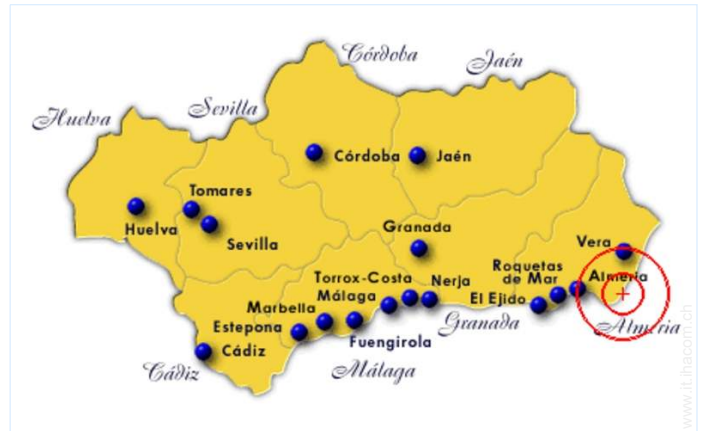 Córdoba
Jaén
Sevilla
Huelva
Córdoba
Jaén
Tomares
Huelva
Sevilla
Granada
Vera
Roquetas
de Mar
Almería
Torrox-Costa
Nerja
Málaga
El Ejido
Marbella
Granada
Almería
Estepona
Fuengirola
Cádiz
Cádiz
Málaga
www.it.ihacom.ch